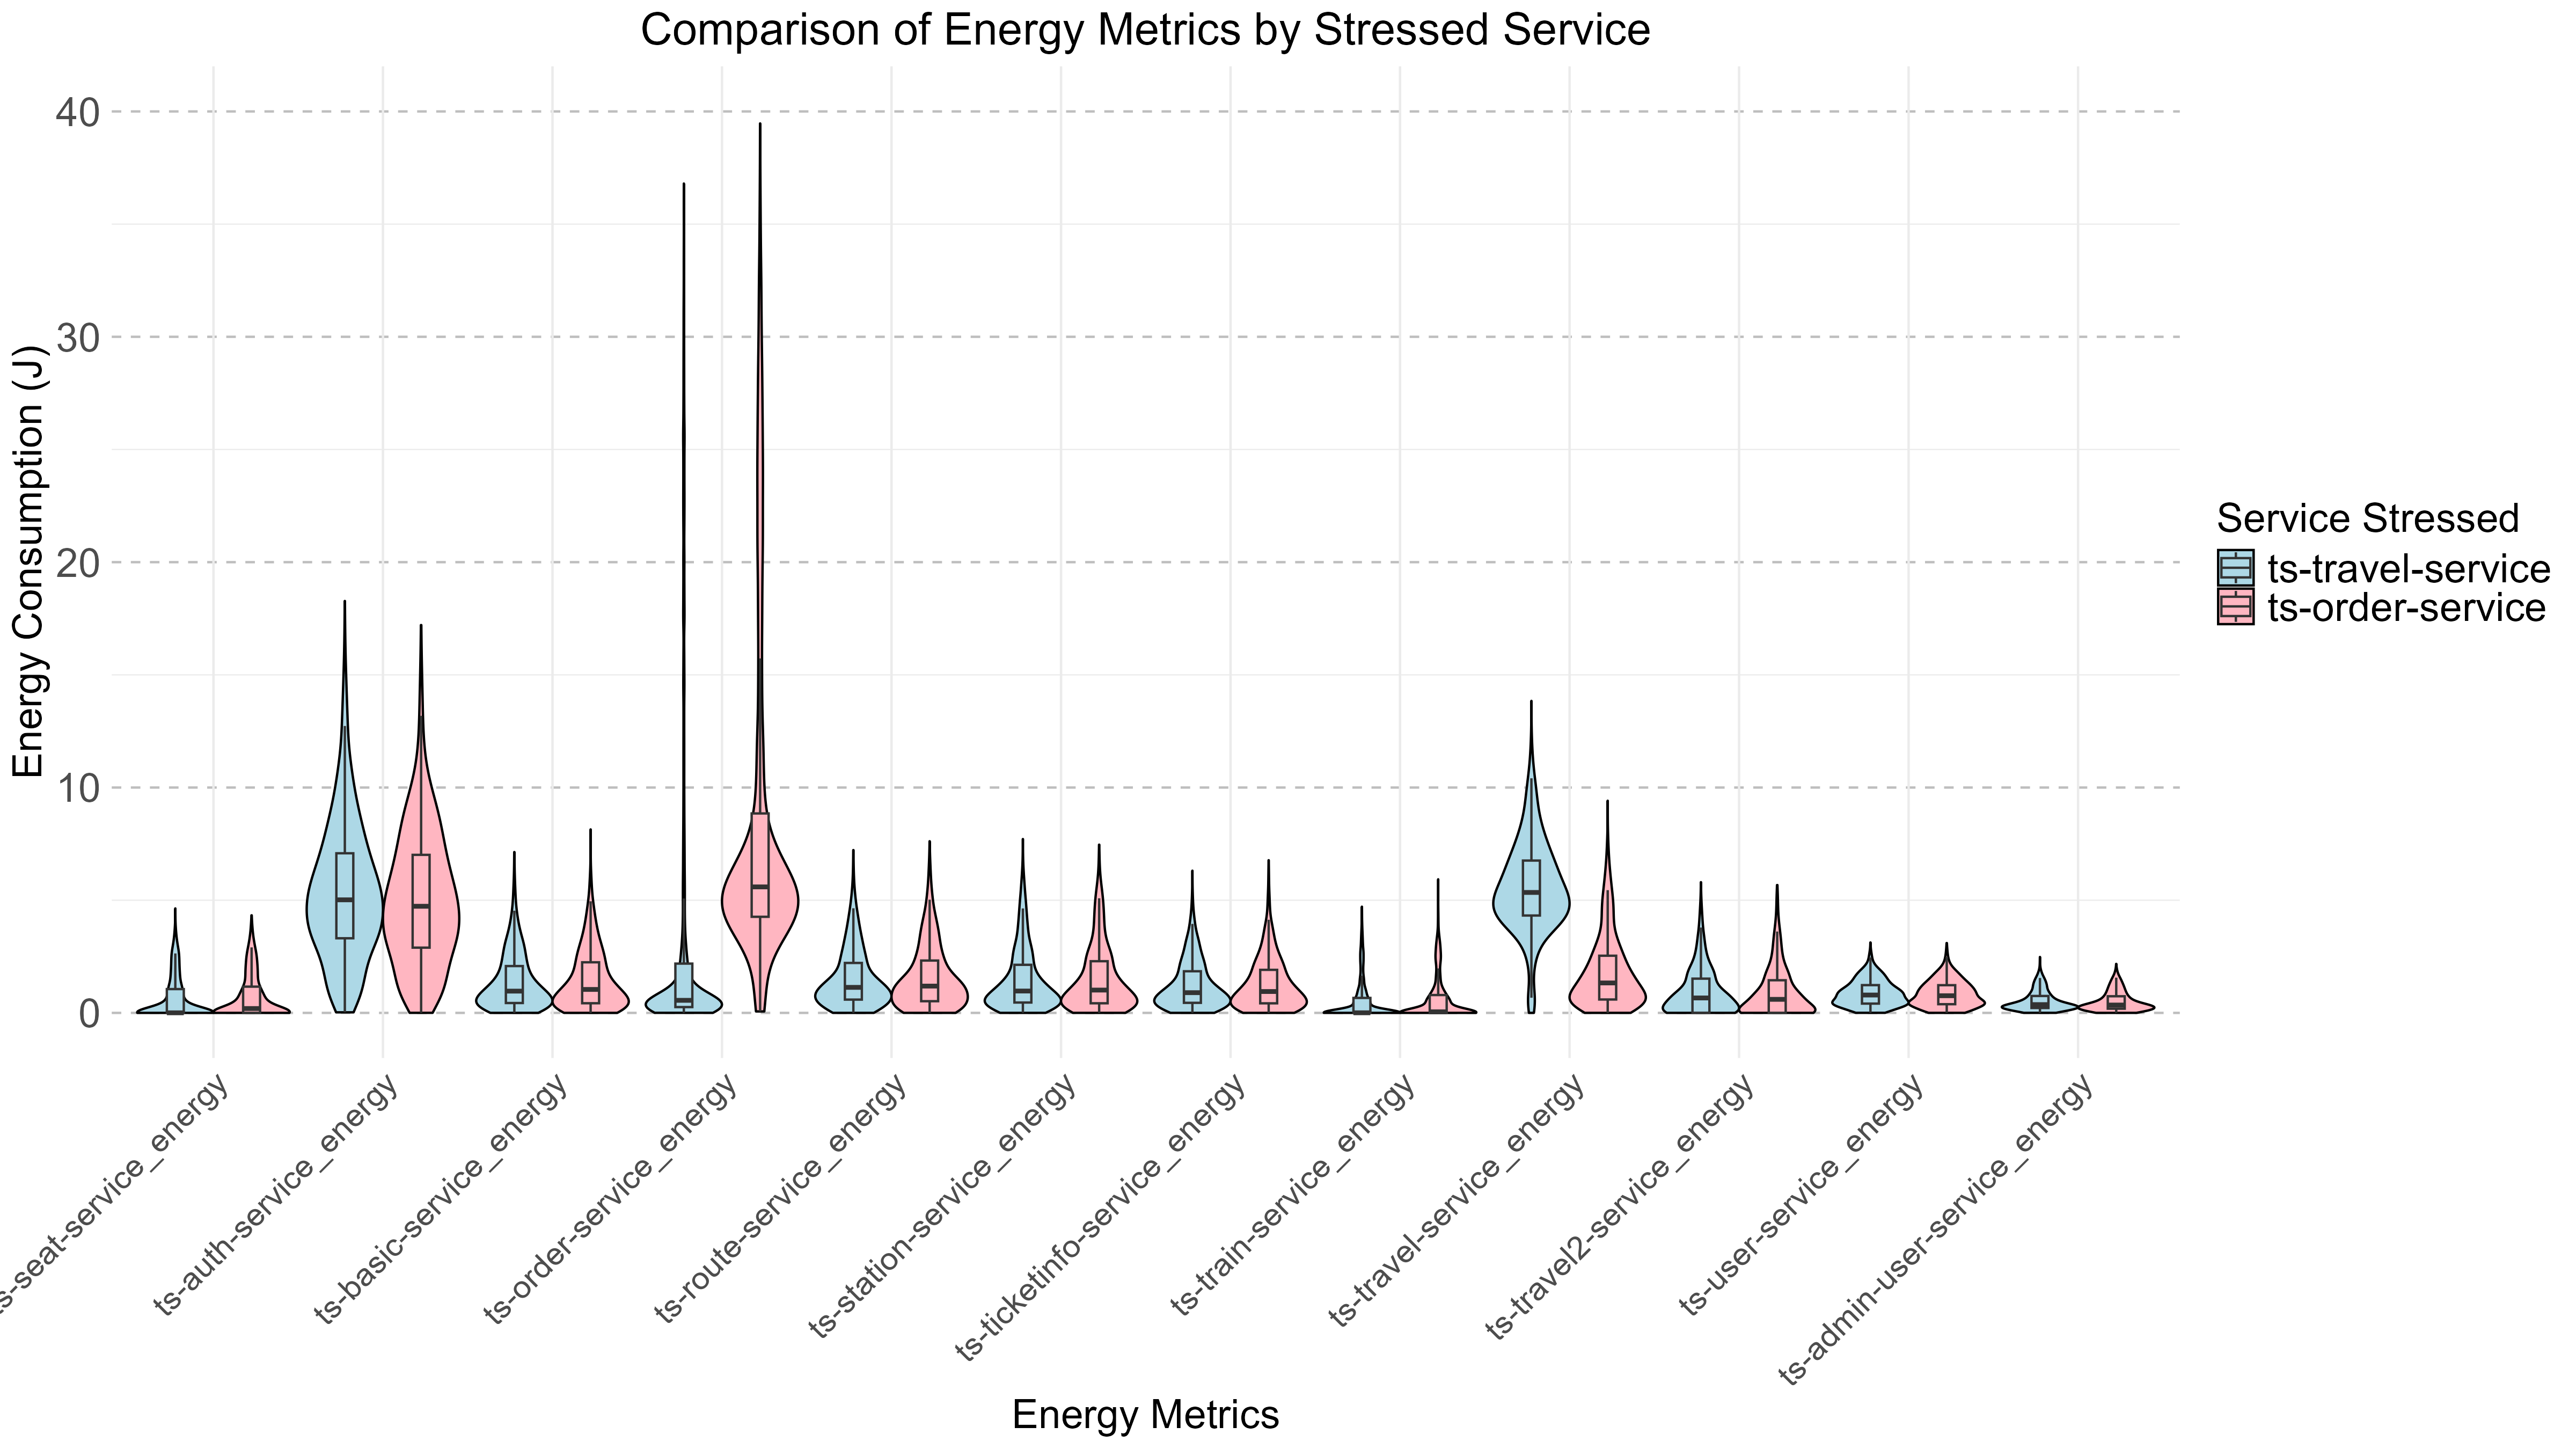 Comparison of Energy Metrics by Stressed Service
Energy Consumption (J)
40
30
20
10
0
ts-seat-service_energy
ts-auth-service_energy
ts-basic-service_energy
ts-order-service_energy
ts-route-service_energy
ts-station-service_energy
ts-ticketinfo-service_energy
ts-train-service_energy
ts-travel-service_energy
ts-travel2-service_energy
ts-user-service_energy
ts-admin-user-service_energy
Energy Metrics
Service Stressed
ts-travel-service
ts-order-service